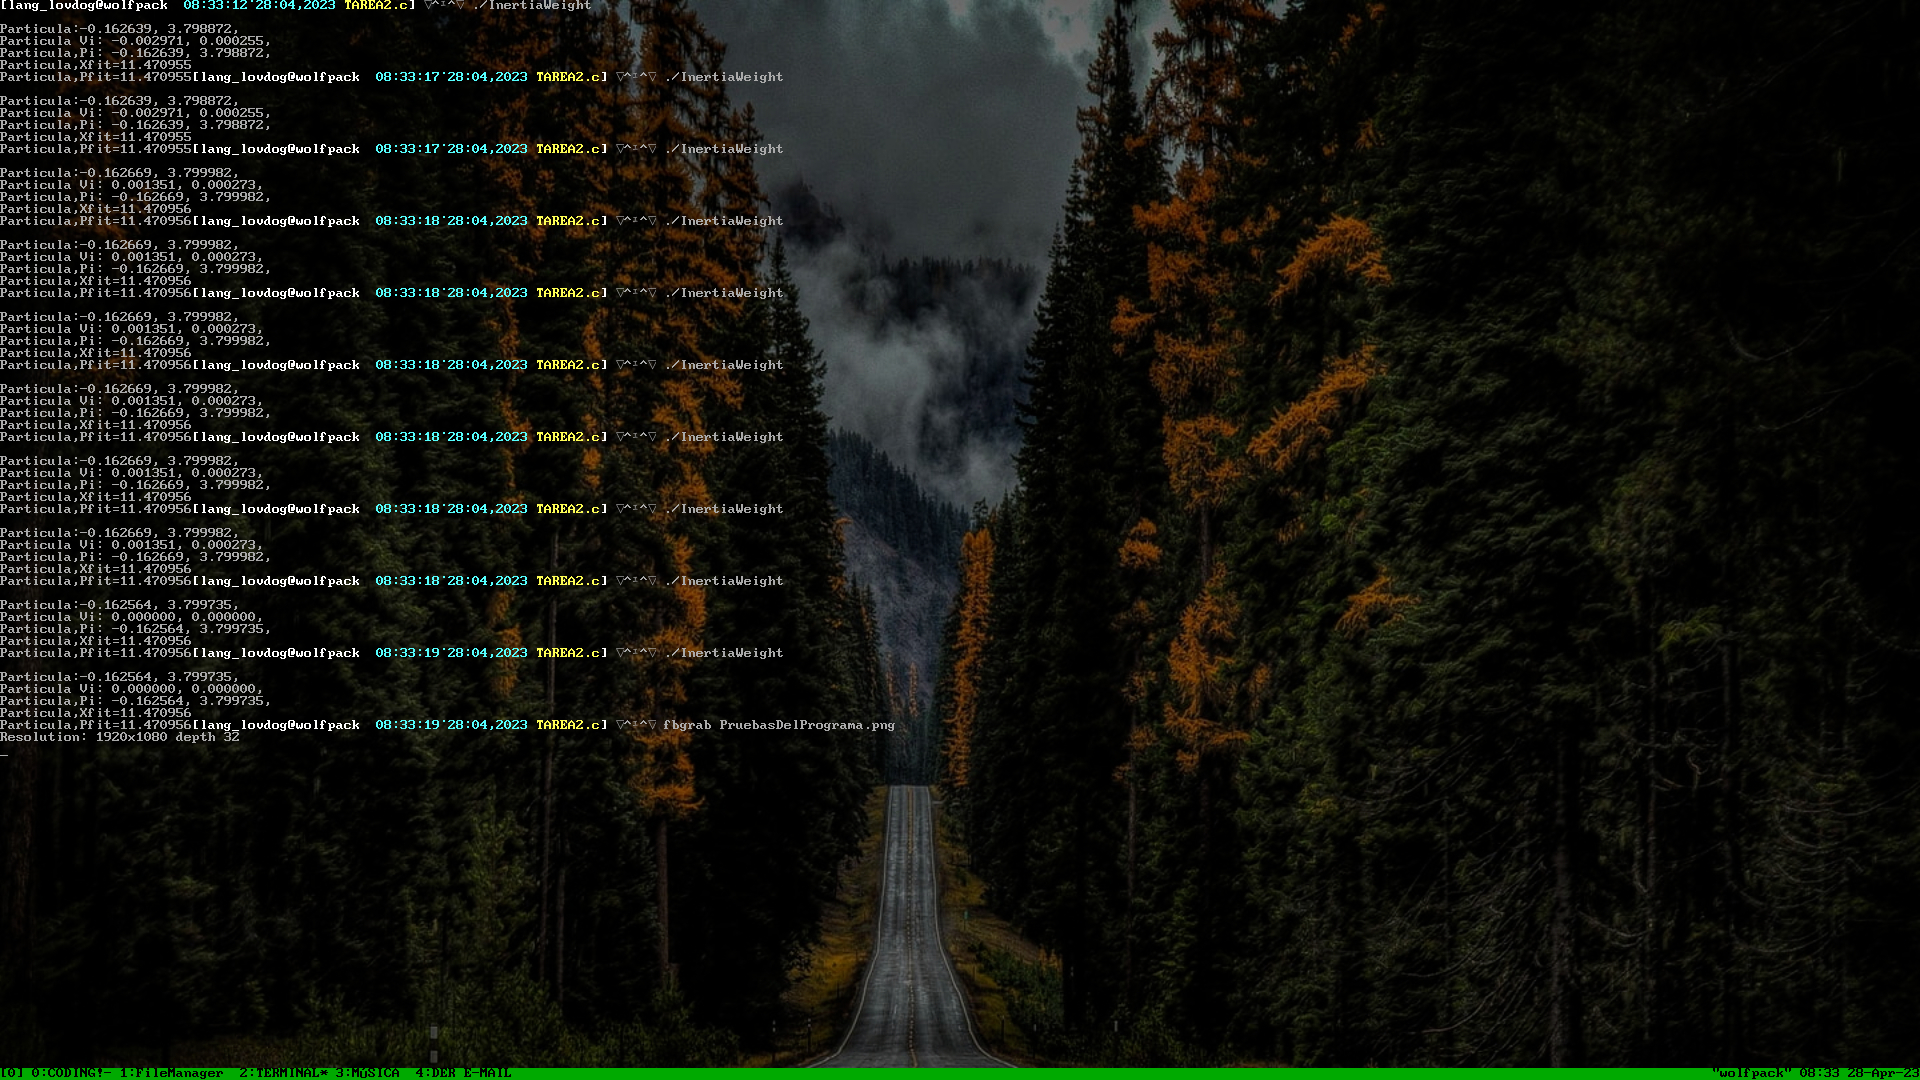 [lang_lovdog@wolfpack  08:33:12'28:04,2023 TAREA2.c] ▽^ᴵ^▽ ./InertiaWeight
Particula:-0.162639, 3.798872,
Particula Vi: -0.002971, 0.000255,
Particula,Pi: -0.162639, 3.798872,
Particula,Xfit=11.470955
Particula,Pfit=11.470955[lang_lovdog@wolfpack  08:33:17'28:04,2023 TAREA2.c] ▽^ᴵ^▽ ./InertiaWeight
Particula:-0.162639, 3.798872,
Particula Vi: -0.002971, 0.000255,
Particula,Pi: -0.162639, 3.798872,
Particula,Xfit=11.470955
Particula,Pfit=11.470955[lang_lovdog@wolfpack  08:33:17'28:04,2023 TAREA2.c] ▽^ᴵ^▽ ./InertiaWeight
Particula:-0.162669, 3.799982,
Particula Vi: 0.001351, 0.000273,
Particula,Pi: -0.162669, 3.799982,
Particula,Xfit=11.470956
Particula,Pfit=11.470956[lang_lovdog@wolfpack  08:33:18'28:04,2023 TAREA2.c] ▽^ᴵ^▽ ./InertiaWeight
Particula:-0.162669, 3.799982,
Particula Vi: 0.001351, 0.000273,
Particula,Pi: -0.162669, 3.799982,
Particula,Xfit=11.470956
Particula,Pfit=11.470956[lang_lovdog@wolfpack  08:33:18'28:04,2023 TAREA2.c] ▽^ᴵ^▽ ./InertiaWeight
Particula:-0.162669, 3.799982,
Particula Vi: 0.001351, 0.000273,
Particula,Pi: -0.162669, 3.799982,
Particula,Xfit=11.470956
Particula,Pfit=11.470956[lang_lovdog@wolfpack  08:33:18'28:04,2023 TAREA2.c] ▽^ᴵ^▽ ./InertiaWeight
Particula:-0.162669, 3.799982,
Particula Vi: 0.001351, 0.000273,
Particula,Pi: -0.162669, 3.799982,
Particula,Xfit=11.470956
Particula,Pfit=11.470956[lang_lovdog@wolfpack  08:33:18'28:04,2023 TAREA2.c] ▽^ᴵ^▽ ./InertiaWeight
Particula:-0.162669, 3.799982,
Particula Vi: 0.001351, 0.000273,
Particula,Pi: -0.162669, 3.799982,
Particula,Xfit=11.470956
Particula,Pfit=11.470956[lang_lovdog@wolfpack  08:33:18'28:04,2023 TAREA2.c] ▽^ᴵ^▽ ./InertiaWeight
Particula:-0.162669, 3.799982,
Particula Vi: 0.001351, 0.000273,
Particula,Pi: -0.162669, 3.799982,
Particula,Xfit=11.470956
Particula,Pfit=11.470956[lang_lovdog@wolfpack  08:33:18'28:04,2023 TAREA2.c] ▽^ᴵ^▽ ./InertiaWeight
Particula:-0.162564, 3.799735,
Particula Vi: 0.000000, 0.000000,
Particula,Pi: -0.162564, 3.799735,
Particula,Xfit=11.470956
Particula,Pfit=11.470956[lang_lovdog@wolfpack  08:33:19'28:04,2023 TAREA2.c] ▽^ᴵ^▽ ./InertiaWeight
Particula:-0.162564, 3.799735,
Particula Vi: 0.000000, 0.000000,
Particula,Pi: -0.162564, 3.799735,
Particula,Xfit=11.470956
Particula,Pfit=11.470956[lang_lovdog@wolfpack  08:33:19'28:04,2023 TAREA2.c] ▽^ᴵ^▽ fbgrab PruebasDelPrograma.png
Resolution: 1920x1080 depth 32
_
[0] 0:CODING!- 1:FileManager  2:TERMINAL* 3:MÚSICA  4:DER E-MAIL "wolfpack" 08:33 28-Apr-23